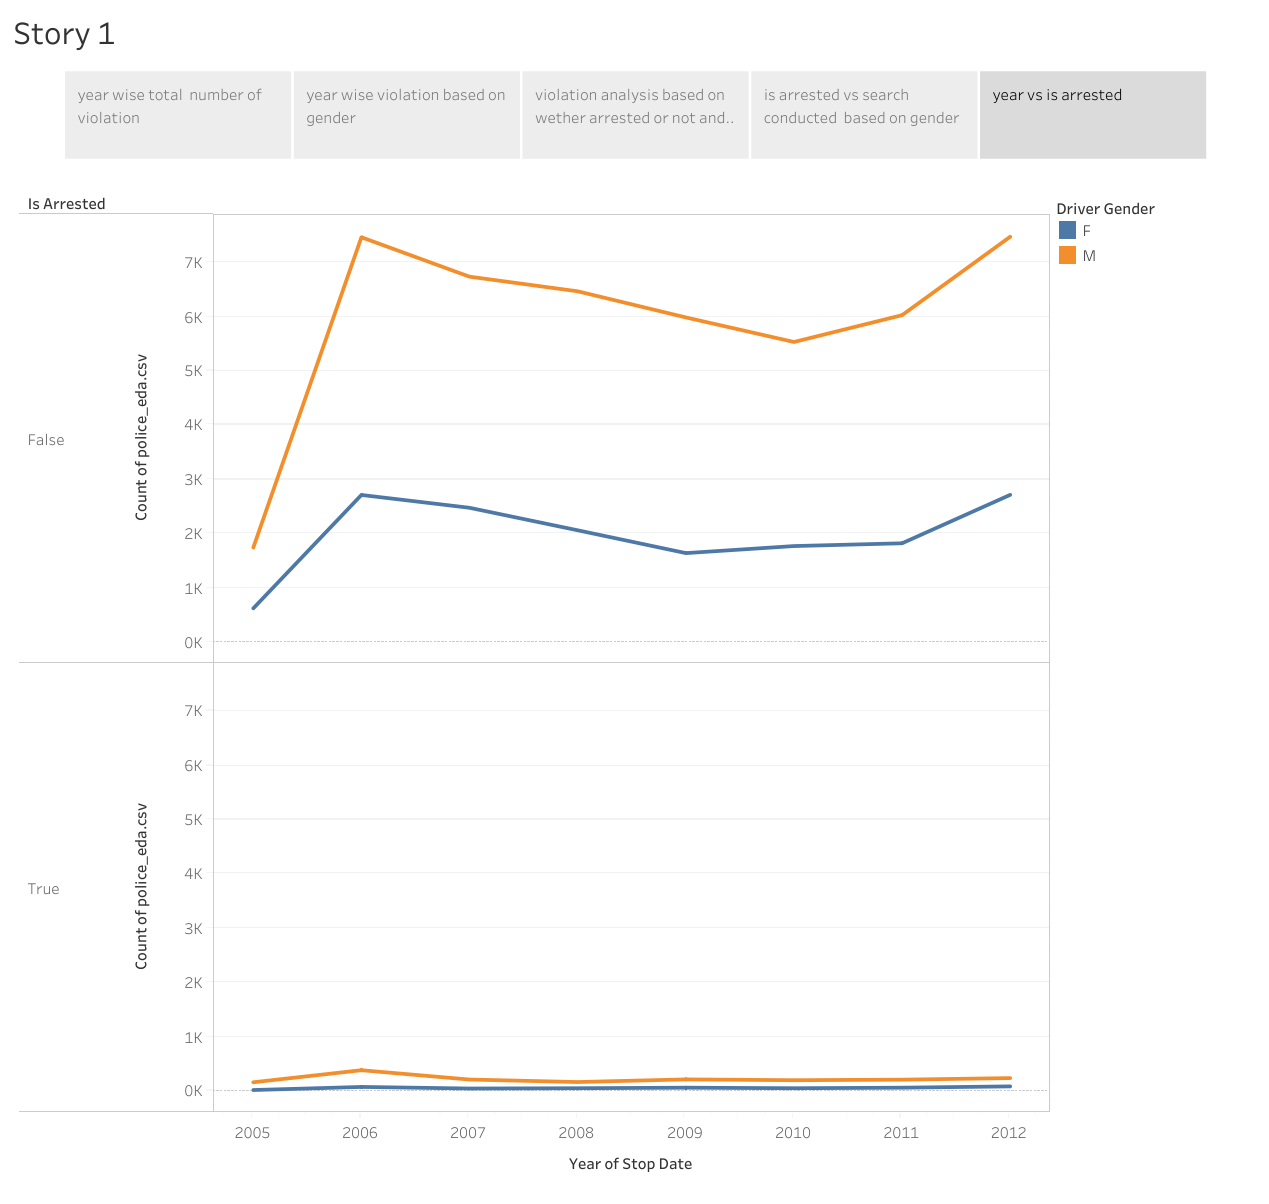 Story 1
year wise total  number of
violation
year wise violation based on
gender
violation analysis based on
wether arrested or not and..
is arrested vs search
conducted  based on gender
year vs is arrested
Is Arrested
Driver Gender
F
M
False
Count of police_eda.csv
7K
6K
5K
4K
3K
2K
1K
0K
True
Count of police_eda.csv
7K
6K
5K
4K
3K
2K
1K
0K
2005 2006 2007 2008 2009 2010 2011 2012
Year of Stop Date